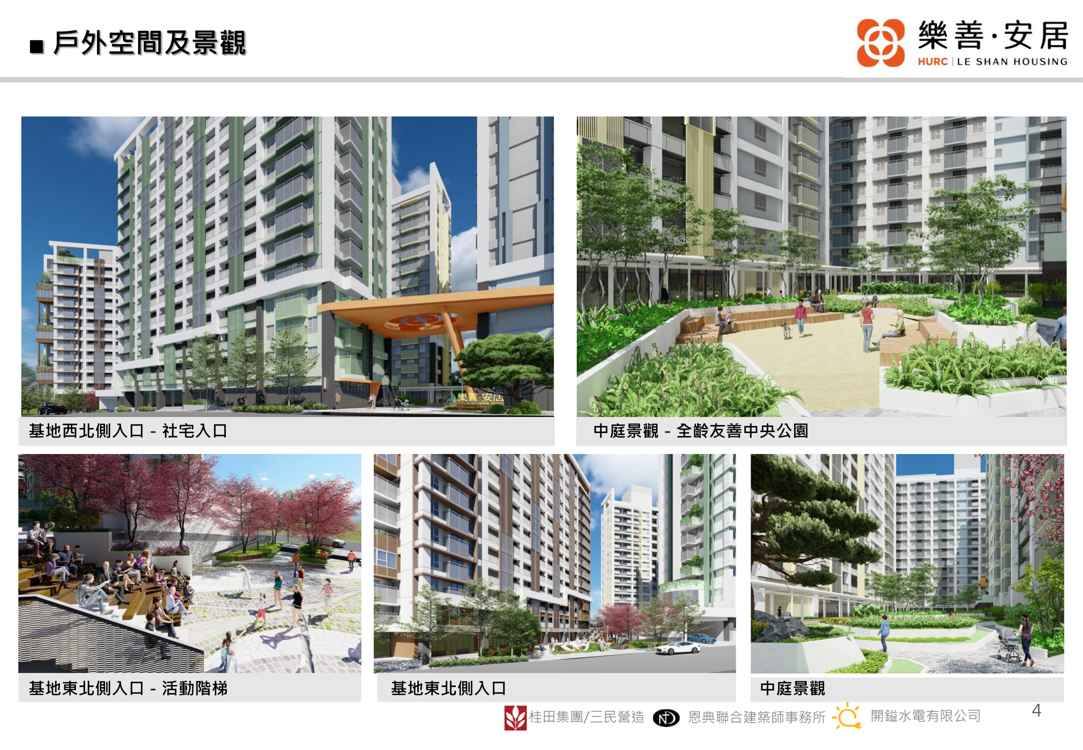 ■ 戶外空間及景觀
樂善·安居
HURC | LE SHAN HOUSING
樂善·安居
基地西北側入口 - 社宅入口
中庭景觀 - 全齡友善中央公園
基地東北側入口 - 活動階梯
基地東北側入口
中庭景觀
桂田集團/三民營造
恩典聯合建築師事務所
開鎰水電有限公司
4